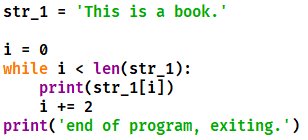 str_1 = 'This is a book.'
i = 0
while i < len(str_1):
    print(str_1[i])
    i += 2
print('end of program, exiting.')